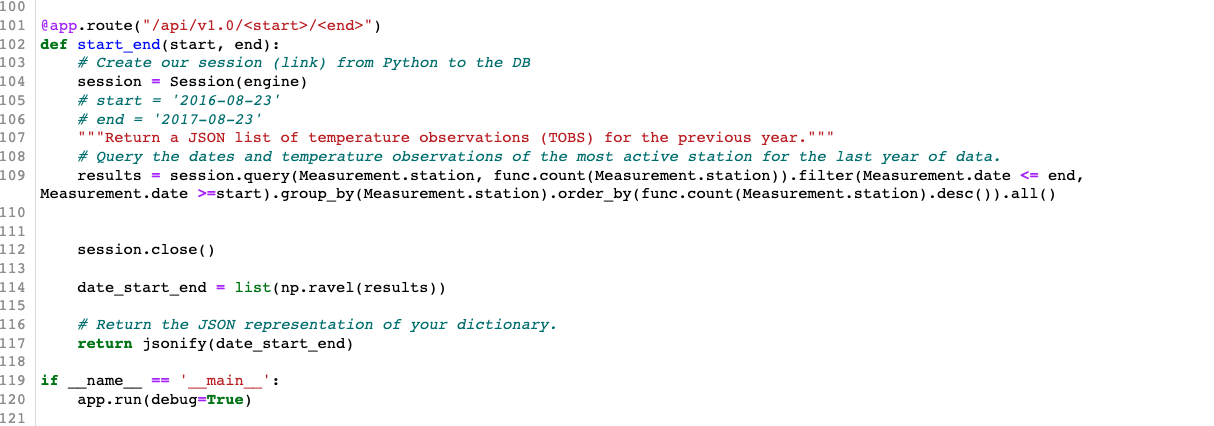 100
101 @app.route("/api/v1.0/<start>/<end>")
102 def start_end(start, end):
103     # Create our session (link) from Python to the DB
104     session = Session(engine)
105     # start = '2016-08-23'
106     # end = '2017-08-23'
107     """Return a JSON list of temperature observations (TOBS) for the previous year."""
108     # Query the dates and temperature observations of the most active station for the last year of data.
109     results = session.query(Measurement.station, func.count(Measurement.station)).filter(Measurement.date <= end,
Measurement.date >=start).group_by(Measurement.station).order_by(func.count(Measurement.station).desc()).all()
110
111
112     session.close()
113
114     date_start_end = list(np.ravel(results))
115
116     # Return the JSON representation of your dictionary.
117     return jsonify(date_start_end)
118
119 if __name__ == '__main__':
120     app.run(debug=True)
121